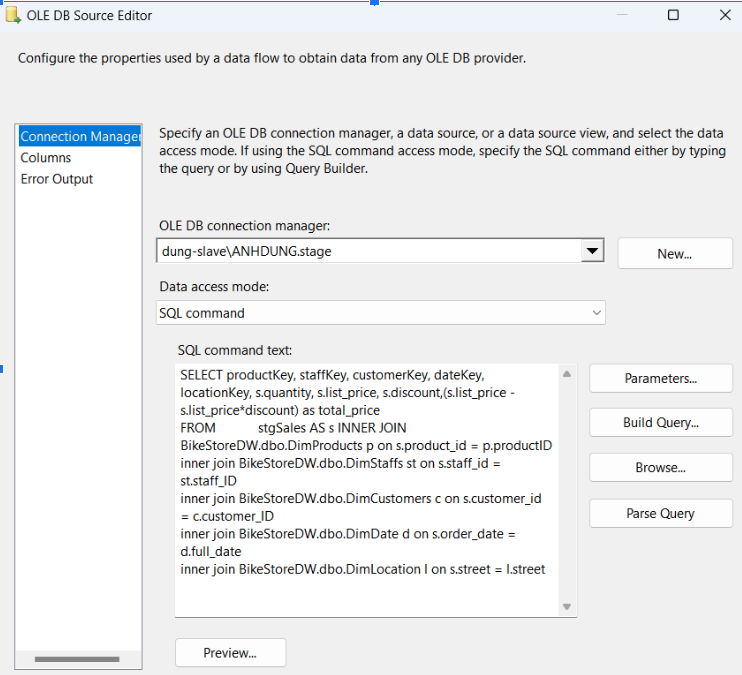 OLE DB Source Editor
Configure the properties used by a data flow to obtain data from any OLE DB provider.
Connection Manager
Columns
Error Output
Specify an OLE DB connection manager, a data source, or a data source view, and select the data
access mode. If using the SQL command access mode, specify the SQL command either by typing
the query or by using Query Builder.
OLE DB connection manager:
dung-slave\ANHDUNG.stage
New...
Data access mode:
SQL command
SQL command text:
SELECT productKey, staffKey, customerKey, dateKey,
locationKey, s.quantity, s.list_price, s.discount,(s.list_price -
s.list_price*discount) as total_price
FROM stgSales AS s INNER JOIN
BikeStoreDW.dbo.DimProducts p on s.product_id = p.productID
inner join BikeStoreDW.dbo.DimStaffs st on s.staff_id =
st.staff_ID
inner join BikeStoreDW.dbo.DimCustomers c on s.customer_id
= c.customer_ID
inner join BikeStoreDW.dbo.DimDate d on s.order_date =
d.full_date
inner join BikeStoreDW.dbo.DimLocation l on s.street = l.street
Parameters...
Build Query...
Browse...
Parse Query
Preview...